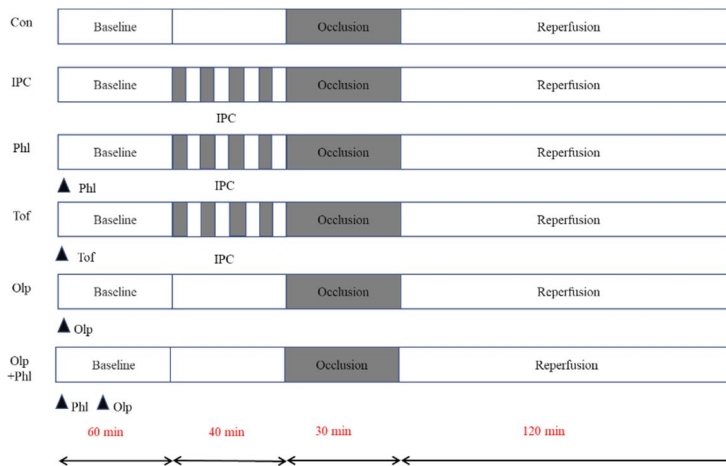 Con Baseline Occlusion Reperfusion
IPC Baseline Occlusion Reperfusion
IPC
Phl Baseline Occlusion Reperfusion
Phl IPC
Tof Baseline Occlusion Reperfusion
Tof IPC
Olp Baseline Occlusion Reperfusion
Olp
Olp
+Phl Baseline Occlusion Reperfusion
Phl Olp
60 min 40 min 30 min 120 min